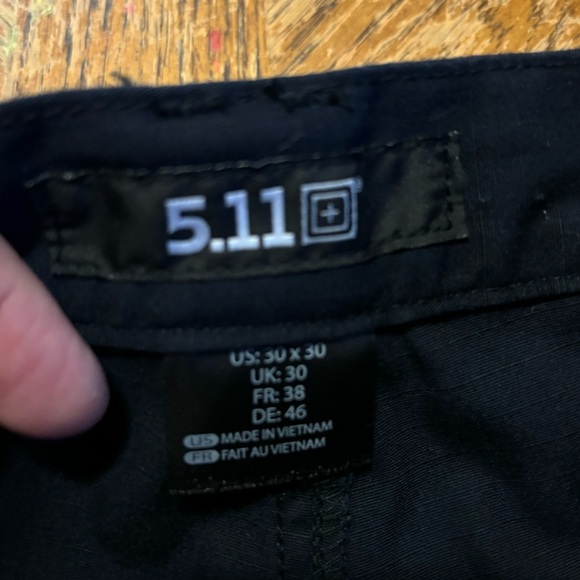 5.11
US: 30 x 30
UK: 30
FR: 38
DE: 46
US MADE IN VIETNAM
FR FAIT AU VIETNAM